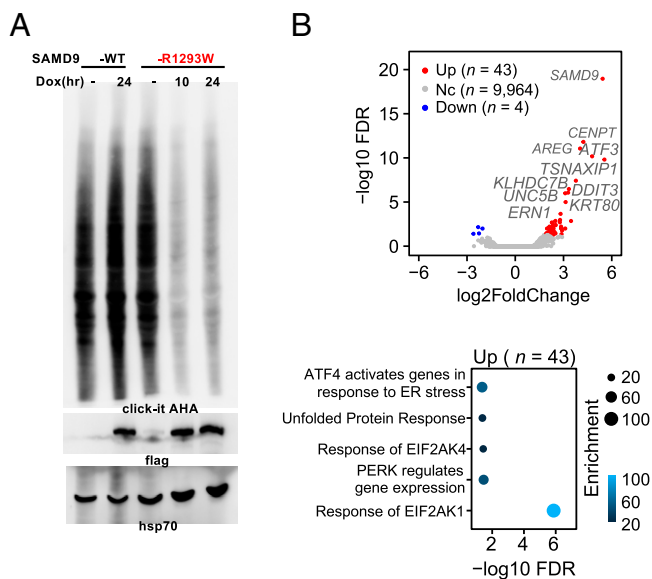 A
SAMD9 -WT -R1293W
Dox(hr) - 24 - 10 24
click-it AHA
flag
hsp70
B
Up (n = 43)
Nc (n = 9,964)
Down (n = 4)
SAMD9
CENPT
AREG ATF3
TSNAXIP1
KLHDC7B DDIT3
UNC5B KRT80
ERN1
20
15
10
5
0
−log10 FDR
−6 −3 0 3 6
log2FoldChange
Up ( n = 43)
ATF4 activates genes in
response to ER stress
Unfolded Protein Response
Response of EIF2AK4
PERK regulates
gene expression
Response of EIF2AK1
2 4 6
−log10 FDR
Enrichment
20
60
100
100
80
60
40
20